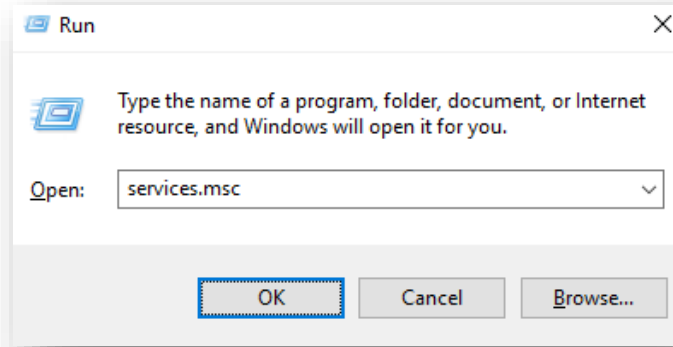 Run
Type the name of a program, folder, document, or Internet
resource, and Windows will open it for you.
Open: services.msc
OK Cancel Browse...